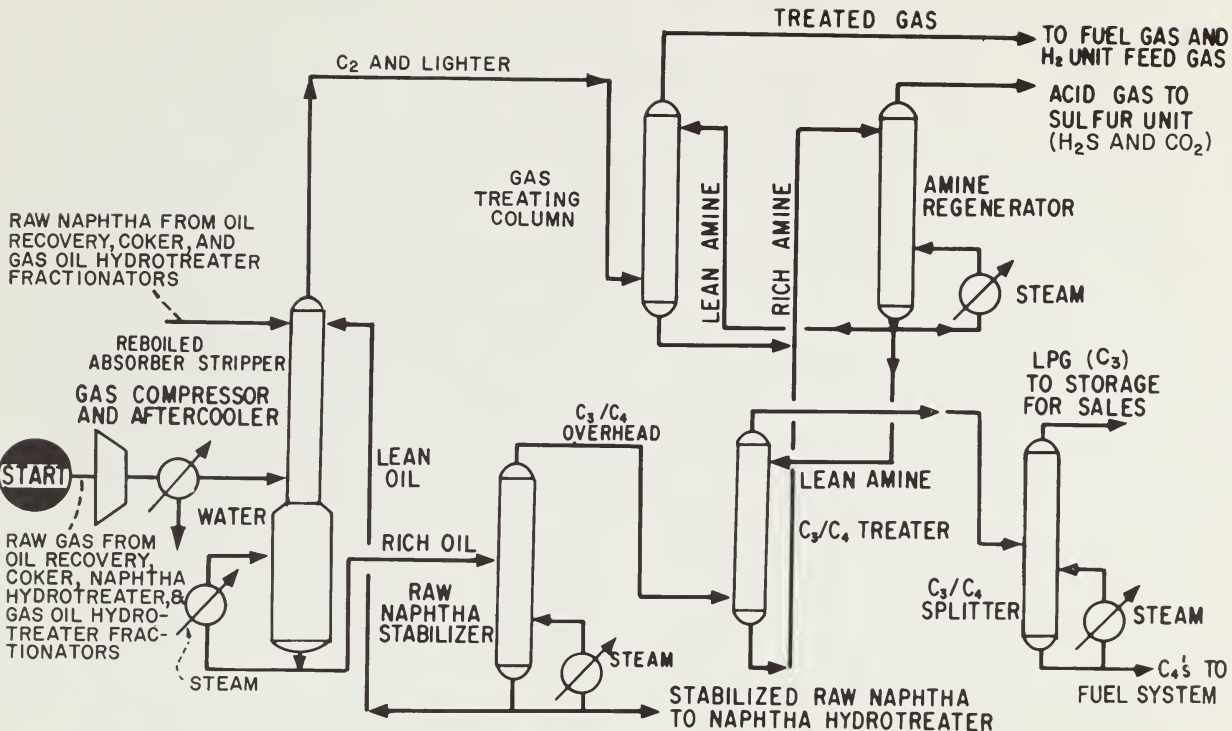 TREATED GAS
TO FUEL GAS AND
H₂ UNIT FEED GAS
C₂ AND LIGHTER
ACID GAS TO
SULFUR UNIT
(H₂S AND CO₂)
GAS
TREATING
COLUMN
LEAN AMINE
RICH AMINE
AMINE
REGENERATOR
STEAM
RAW NAPHTHA FROM OIL
RECOVERY, COKER, AND
GAS OIL HYDROTREATER
FRACTIONATORS
REBOILED
ABSORBER STRIPPER
GAS COMPRESSOR
AND AFTERCOOLER
START
WATER
LEAN
OIL
RAW GAS FROM
OIL RECOVERY,
COKER, NAPHTHA
HYDROTREATER, &
GAS OIL HYDRO-
TREATER FRAC-
TIONATORS
STEAM
RICH OIL
RAW
NAPHTHA
STABILIZER
STEAM
C₃/C₄
OVERHEAD
LEAN AMINE
C₃/C₄ TREATER
LPG (C₃)
TO STORAGE
FOR SALES
C₃/C₄
SPLITTER
STEAM
C₄'s TO
FUEL SYSTEM
STABILIZED RAW NAPHTHA
TO NAPHTHA HYDROTREATER